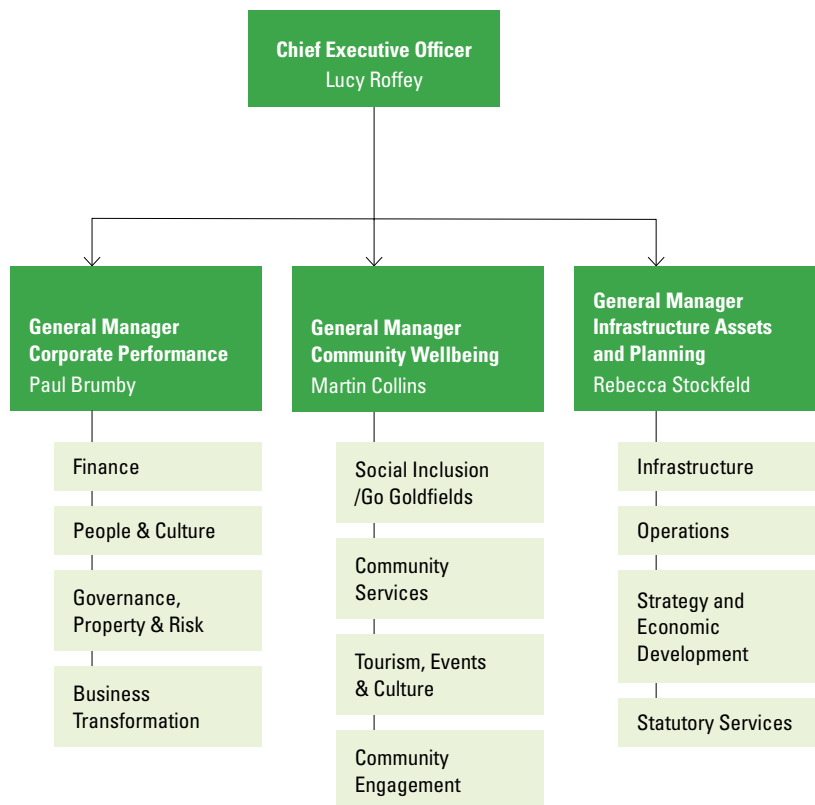 Chief Executive Officer
Lucy Roffey
General Manager
Corporate Performance
Paul Brumby
Finance
People & Culture
Governance,
Property & Risk
Business
Transformation
General Manager
Community Wellbeing
Martin Collins
Social Inclusion
/Go Goldfields
Community
Services
Tourism, Events
& Culture
Community
Engagement
General Manager
Infrastructure Assets
and Planning
Rebecca Stockfeld
Infrastructure
Operations
Strategy and
Economic
Development
Statutory Services